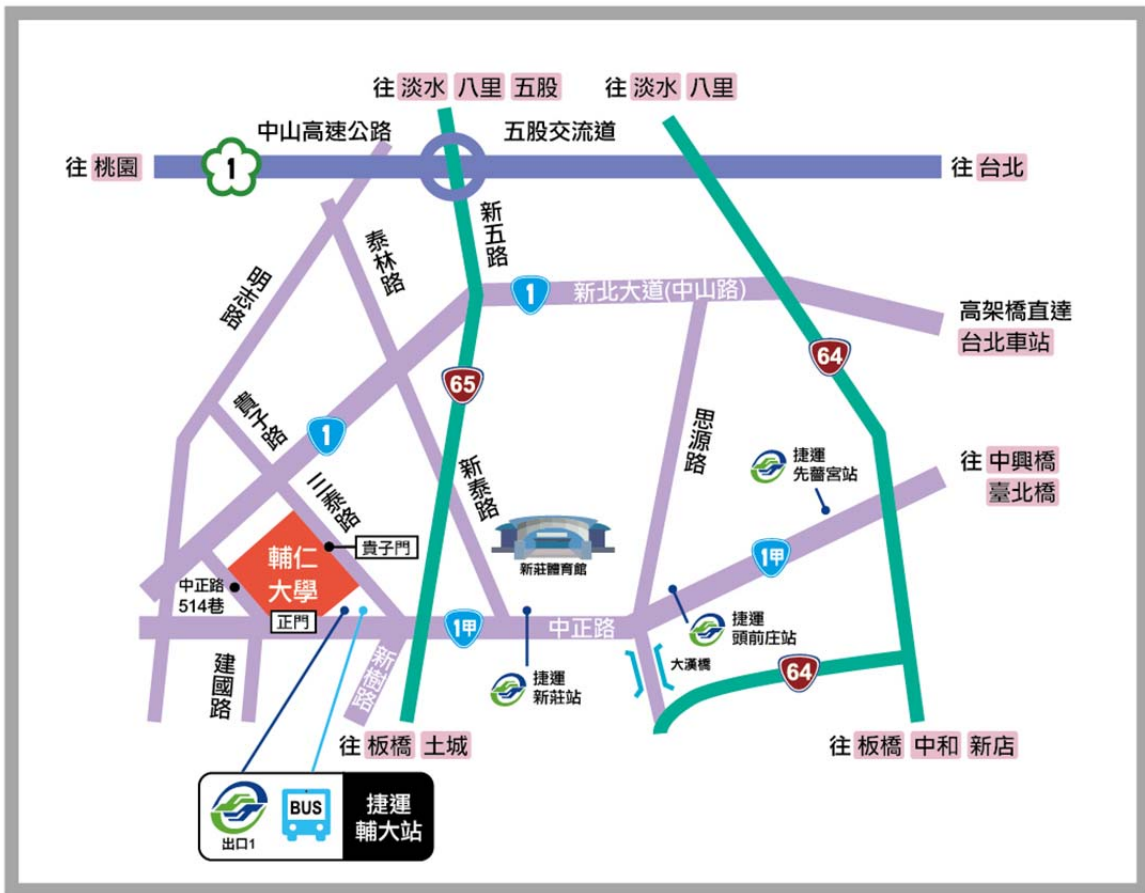 往 淡水 八里 五股
往 淡水 八里
中山高速公路
五股交流道
往 桃園
1
往 台北
新五路
泰林路
明志路
1
新北大道(中山路)
高架橋直達
台北車站
64
65
貴子路
1
思源路
新泰路
捷運
先嗇宮站
往 中興橋
臺北橋
三泰路
貴子門
輔仁
大學
新莊體育館
1甲
中正路
514巷
正門
1甲
中正路
捷運
頭前庄站
大漢橋
建國路
新樹路
捷運
新莊站
64
往 板橋 土城
往 板橋 中和 新店
出口1
BUS
捷運
輔大站